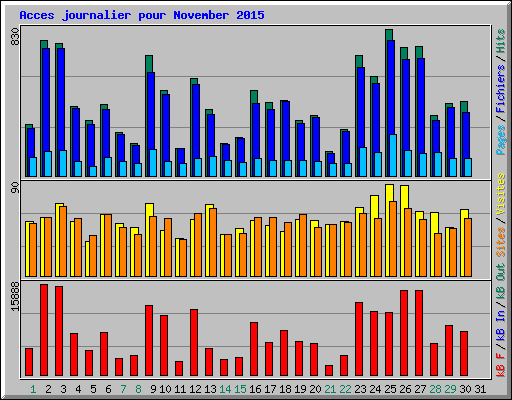 Acces journalier pour November 2015
830
Pages / Fichiers / Hits
90
Sites / Visites
15888
kB F / kB In / kB Out
1 2 3 4 5 6 7 8 9 10 11 12 13 14 15 16 17 18 19 20 21 22 23 24 25 26 27 28 29 30 31